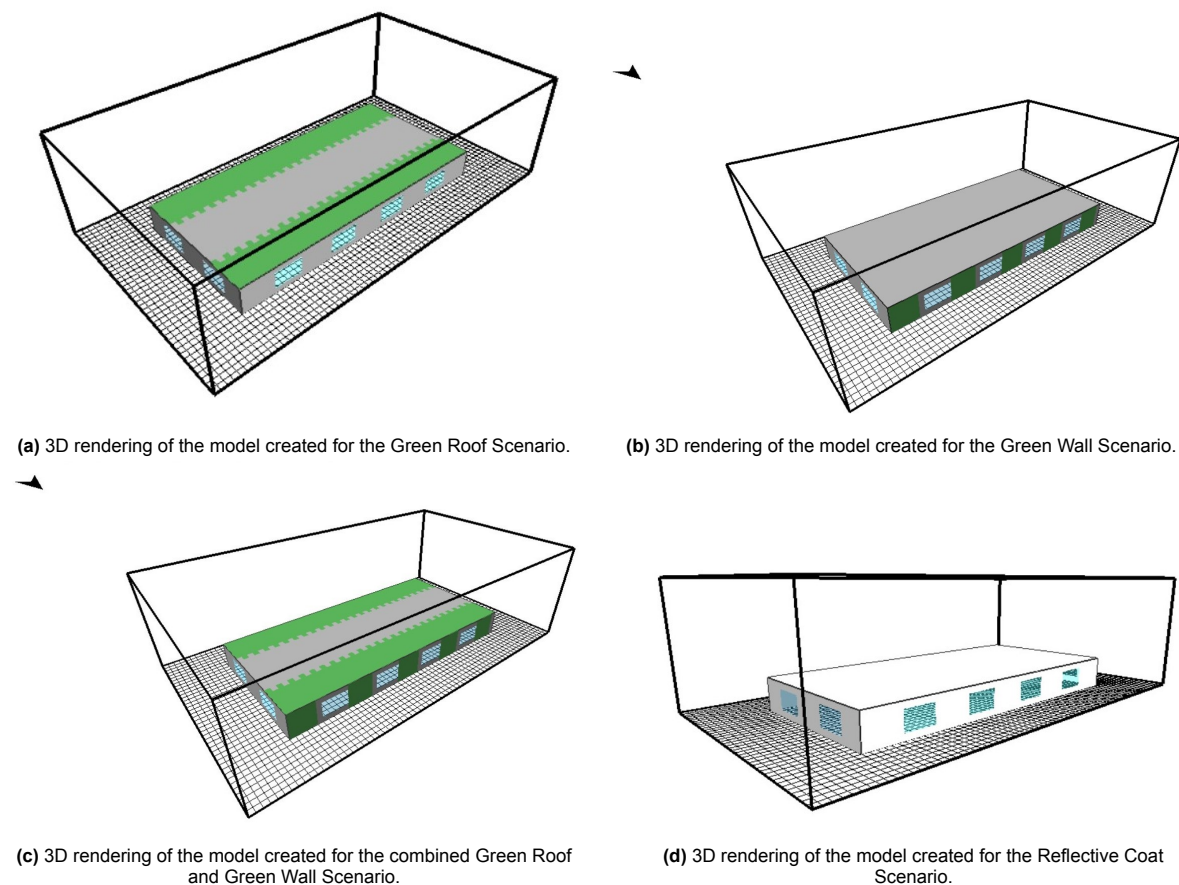 (a) 3D rendering of the model created for the Green Roof Scenario.
(b) 3D rendering of the model created for the Green Wall Scenario.
(c) 3D rendering of the model created for the combined Green Roof
and Green Wall Scenario.
(d) 3D rendering of the model created for the Reflective Coat
Scenario.